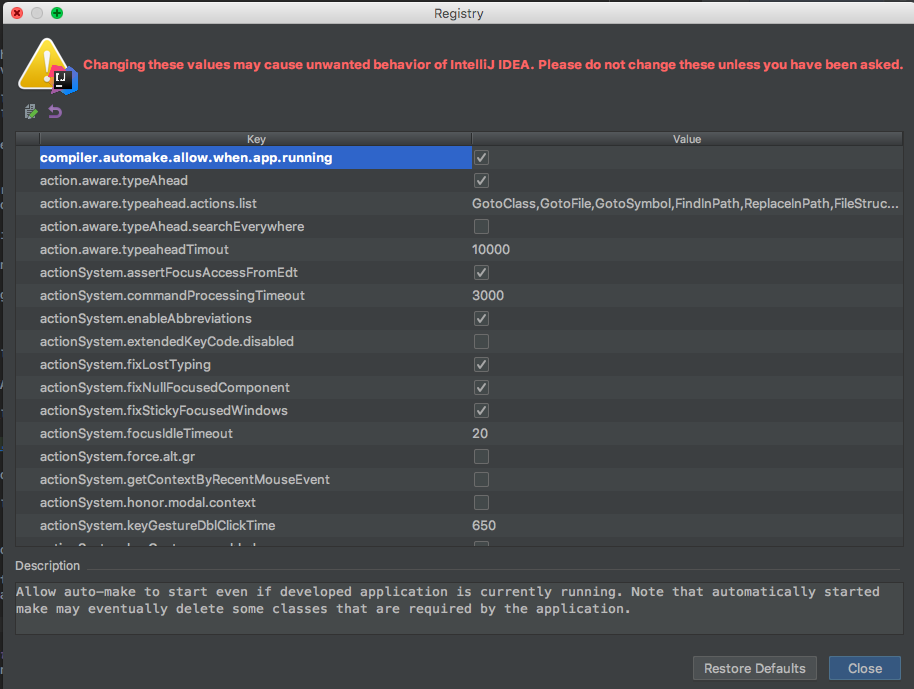 Registry
Changing these values may cause unwanted behavior of IntelliJ IDEA. Please do not change these unless you have been asked.
Key Value
compiler.automake.allow.when.app.running
action.aware.typeAhead
action.aware.typeahead.actions.list GotoClass,GotoFile,GotoSymbol,FindInPath,ReplaceInPath,FileStruc...
action.aware.typeAhead.searchEverywhere
action.aware.typeaheadTimout 10000
actionSystem.assertFocusAccessFromEdt
actionSystem.commandProcessingTimeout 3000
actionSystem.enableAbbreviations
actionSystem.extendedKeyCode.disabled
actionSystem.fixLostTyping
actionSystem.fixNullFocusedComponent
actionSystem.fixStickyFocusedWindows
actionSystem.focusIdleTimeout 20
actionSystem.force.alt.gr
actionSystem.getContextByRecentMouseEvent
actionSystem.honor.modal.context
actionSystem.keyGestureDblClickTime 650
Description
Allow auto-make to start even if developed application is currently running. Note that automatically started
make may eventually delete some classes that are required by the application.
Restore Defaults Close